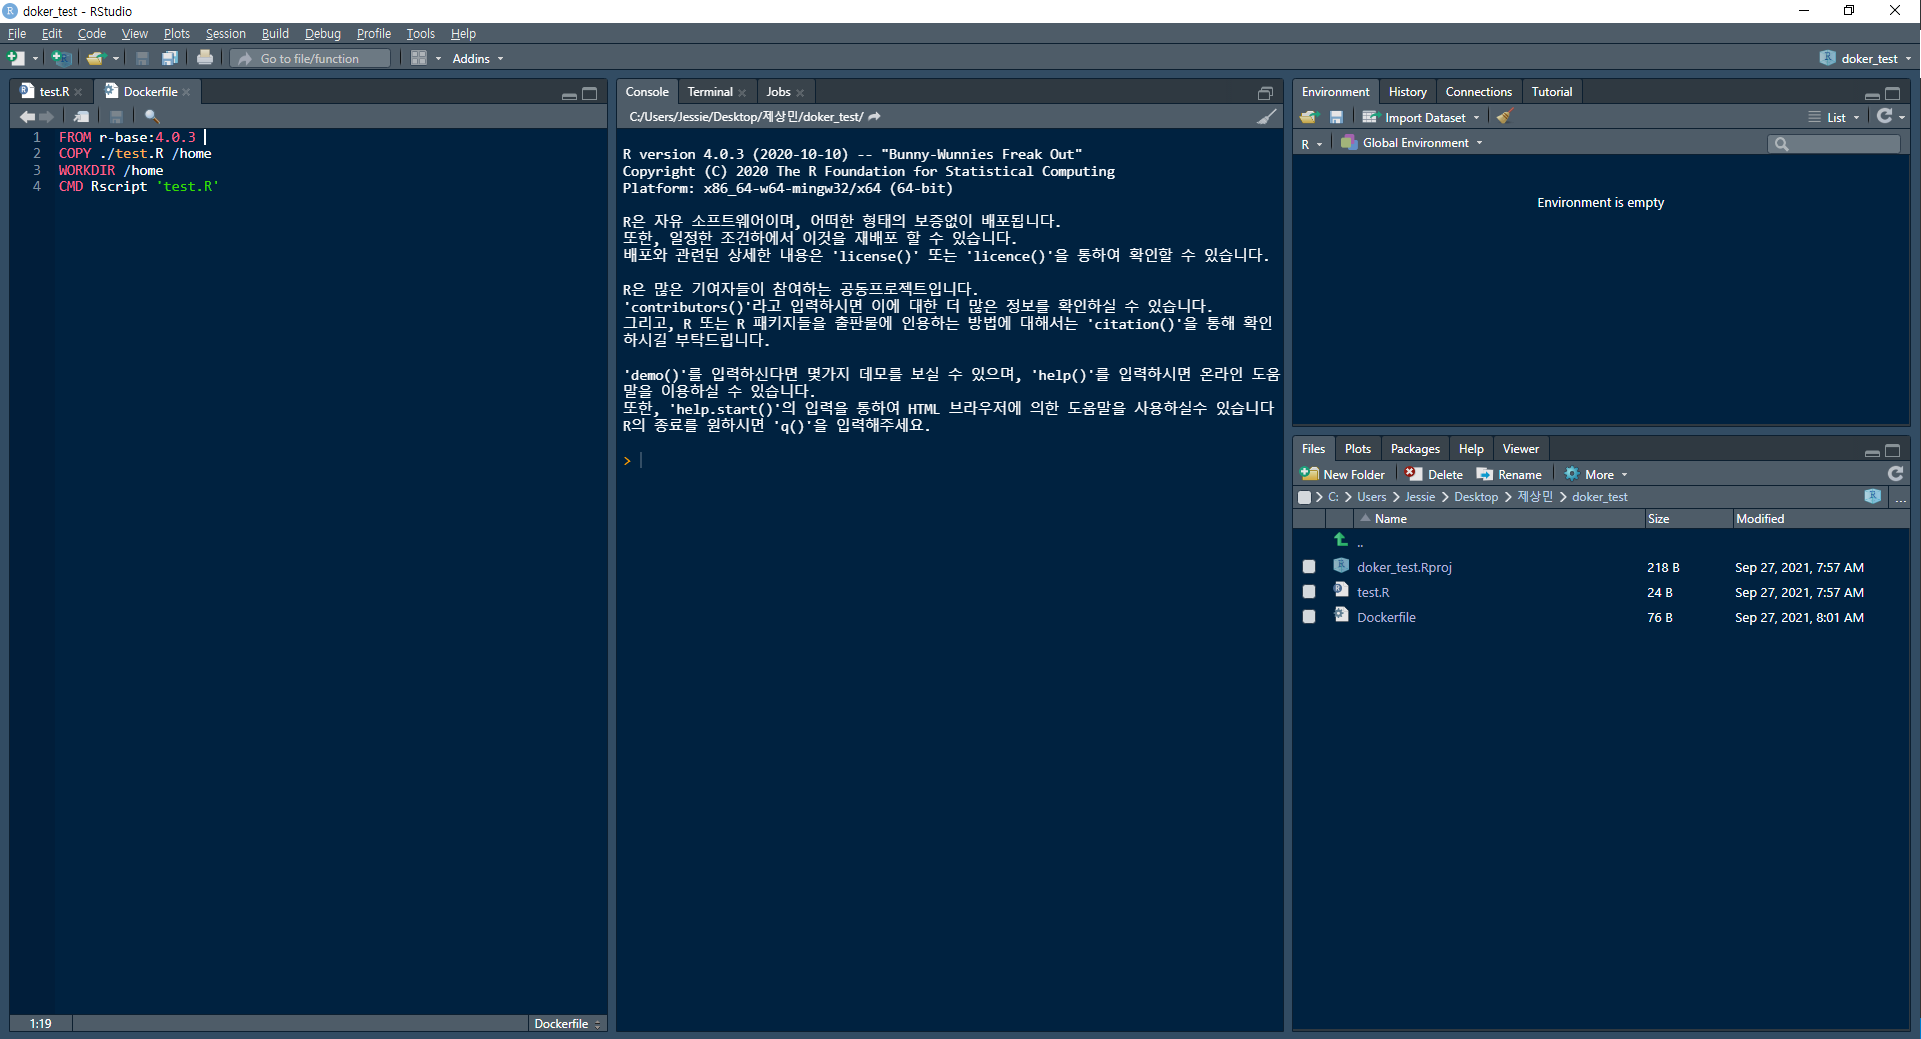 doker_test - RStudio
File Edit Code View Plots Session Build Debug Profile Tools Help
Go to file/function Addins doker_test
test.R Dockerfile
1 FROM r-base:4.0.3
2 COPY ./test.R /home
3 WORKDIR /home
4 CMD Rscript 'test.R'
1:19 Dockerfile
Console Terminal Jobs
C:/Users/Jessie/Desktop/제상민/doker_test/
R version 4.0.3 (2020-10-10) -- "Bunny-Wunnies Freak Out"
Copyright (C) 2020 The R Foundation for Statistical Computing
Platform: x86_64-w64-mingw32/x64 (64-bit)
R은 자유 소프트웨어이며, 어떠한 형태의 보증없이 배포됩니다.
또한, 일정한 조건하에서 이것을 재배포 할 수 있습니다.
배포와 관련된 상세한 내용은 'license()' 또는 'licence()'을 통하여 확인할 수 있습니다.
R은 많은 기여자들이 참여하는 공동프로젝트입니다.
'contributors()'라고 입력하시면 이에 대한 더 많은 정보를 확인하실 수 있습니다.
그리고, R 또는 R 패키지들을 출판물에 인용하는 방법에 대해서는 'citation()'을 통해 확인
하시길 부탁드립니다.
'demo()'를 입력하신다면 몇가지 데모를 보실 수 있으며, 'help()'를 입력하시면 온라인 도움
말을 이용하실 수 있습니다.
또한, 'help.start()'의 입력을 통하여 HTML 브라우저에 의한 도움말을 사용하실수 있습니다
R의 종료를 원하시면 'q()'을 입력해주세요.
>
Environment History Connections Tutorial
Import Dataset List
R Global Environment
Environment is empty
Files Plots Packages Help Viewer
New Folder Delete Rename More
C: Users Jessie Desktop 제상민 doker_test ...
Name Size Modified
..
doker_test.Rproj 218 B Sep 27, 2021, 7:57 AM
test.R 24 B Sep 27, 2021, 7:57 AM
Dockerfile 76 B Sep 27, 2021, 8:01 AM